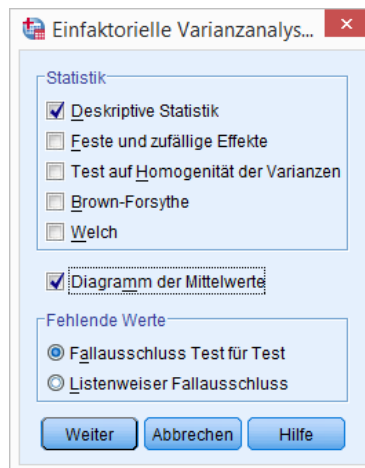 Einfaktorielle Varianzanalys...
Statistik
Deskriptive Statistik
Feste und zufällige Effekte
Test auf Homogenität der Varianzen
Brown-Forsythe
Welch
Diagramm der Mittelwerte
Fehlende Werte
Fallausschluss Test für Test
Listenweiser Fallausschluss
Weiter Abbrechen Hilfe